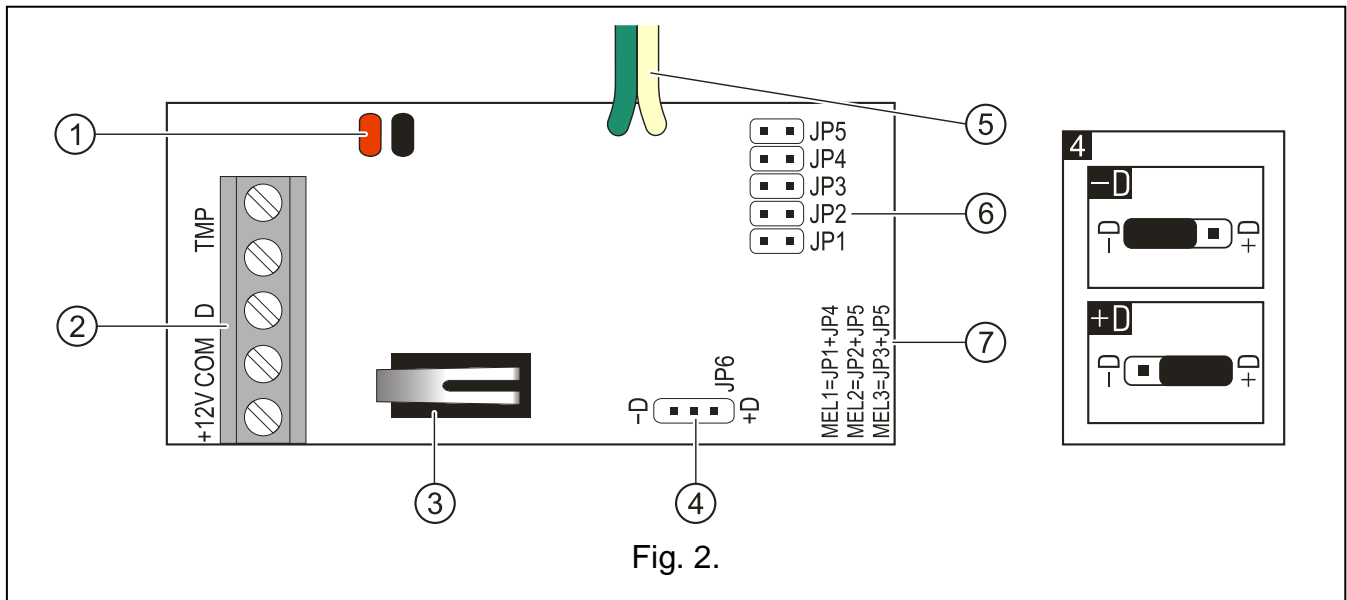 1
2
3
4
5
6
7
TMP
D
COM
+12V
JP5
JP4
JP3
JP2
JP1
–D
JP6
+D
MEL1=JP1+JP4
MEL2=JP2+JP5
MEL3=JP3+JP5
4
–D
–D
+D
+D
–D
+D
Fig. 2.